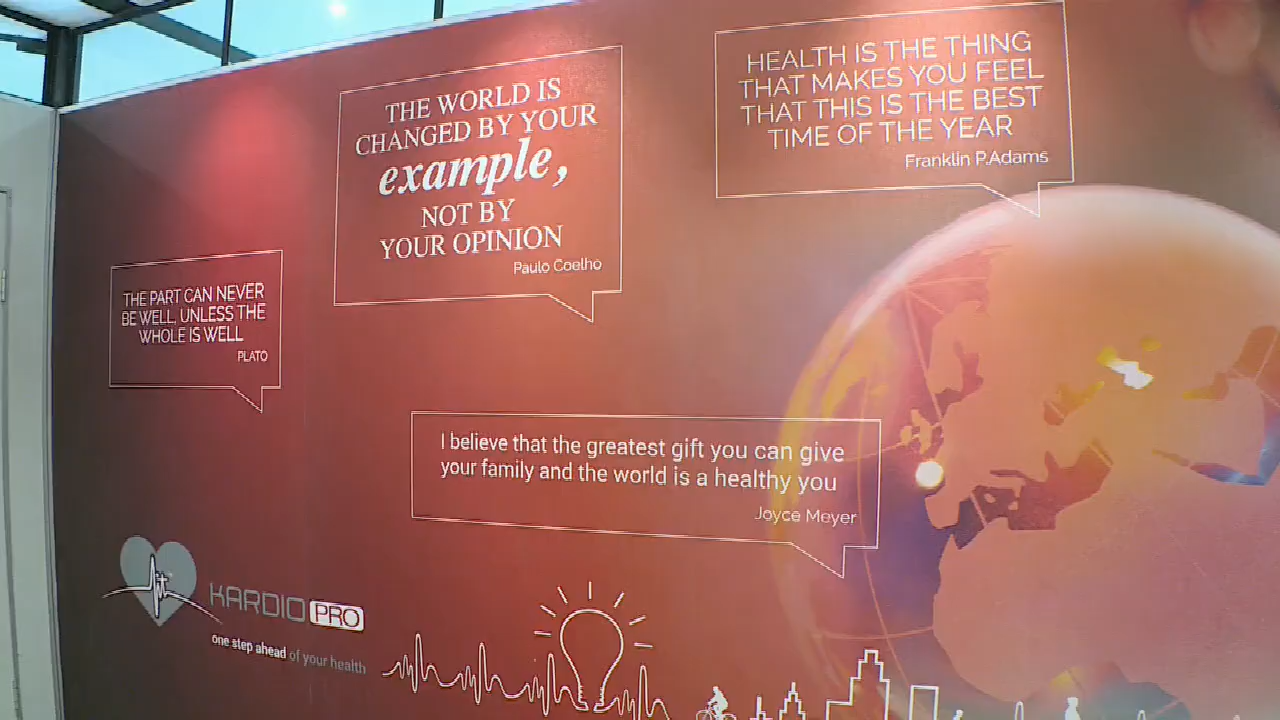 THE WORLD IS
CHANGED BY YOUR
example,
NOT BY
YOUR OPINION
Paulo Coelho
HEALTH IS THE THING
THAT MAKES YOU FEEL
THAT THIS IS THE BEST
TIME OF THE YEAR
Franklin P.Adams
THE PART CAN NEVER
BE WELL, UNLESS THE
WHOLE IS WELL
PLATO
I believe that the greatest gift you can give
your family and the world is a healthy you
Joyce Meyer
KARDIO PRO
one step ahead of your health